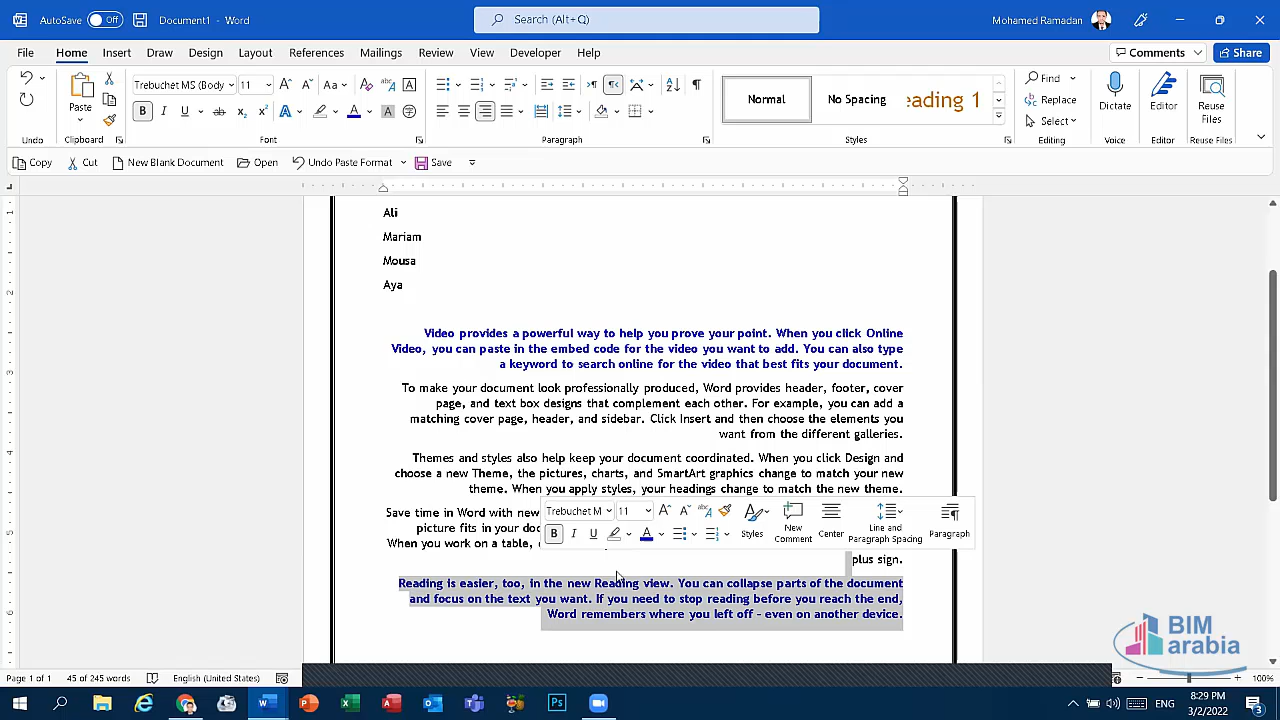 AutoSave Off Document1 - Word Search (Alt+Q) Mohamed Ramadan
File Home Insert Draw Design Layout References Mailings Review View Developer Help Comments Share
Paste Trebuchet MS (Body 11 Aa Normal No Spacing eading 1 Find Replace Select Dictate Editor Reuse Files
Undo Clipboard Font Paragraph Styles Editing Voice Editor Reuse Files
Copy Cut New Blank Document Open Undo Paste Format Save
Ali
Mariam
Mousa
Aya
Video provides a powerful way to help you prove your point. When you click Online
Video, you can paste in the embed code for the video you want to add. You can also type
a keyword to search online for the video that best fits your document.
To make your document look professionally produced, Word provides header, footer, cover
page, and text box designs that complement each other. For example, you can add a
matching cover page, header, and sidebar. Click Insert and then choose the elements you
want from the different galleries.
Themes and styles also help keep your document coordinated. When you click Design and
choose a new Theme, the pictures, charts, and SmartArt graphics change to match your new
theme. When you apply styles, your headings change to match the new theme.
Save time in Word with new
picture fits in your doc
When you work on a table,
plus sign.
Trebuchet M 11
Styles New Comment Center Line and Paragraph Spacing Paragraph
Reading is easier, too, in the new Reading view. You can collapse parts of the document
and focus on the text you want. If you need to stop reading before you reach the end,
Word remembers where you left off - even on another device.
BIM
arabia
Page 1 of 1 45 of 245 words English (United States) 100%
ENG 8:29 PM
3/2/2022